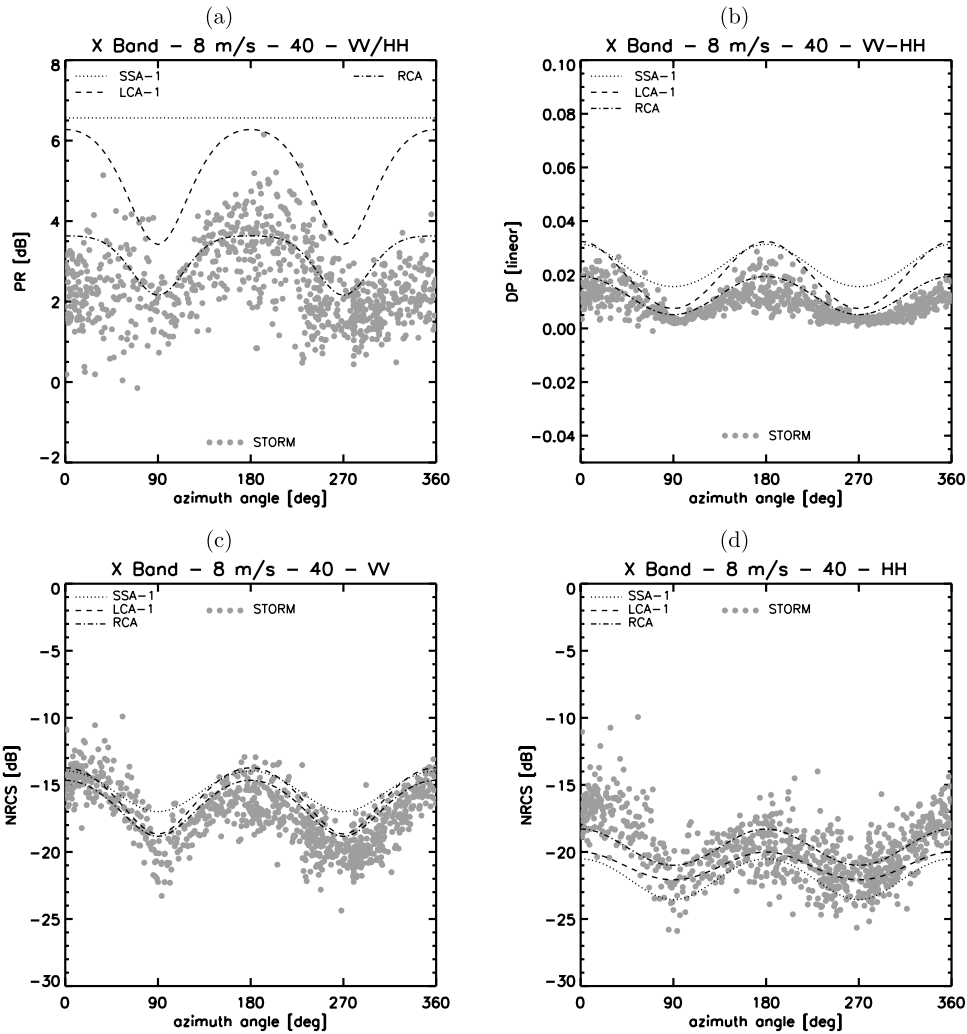 (a)
X Band – 8 m/s – 40 – VV/HH
SSA–1
LCA–1
RCA
8
6
4
2
0
–2
PR [dB]
STORM
0 90 180 270 360
azimuth angle [deg]
(b)
X Band – 8 m/s – 40 – VV–HH
SSA–1
LCA–1
RCA
0.10
0.08
0.06
0.04
0.02
0.00
–0.02
–0.04
DP [linear]
STORM
0 90 180 270 360
azimuth angle [deg]
(c)
X Band – 8 m/s – 40 – VV
SSA–1
LCA–1
RCA
STORM
0
–5
–10
–15
–20
–25
–30
NRCS [dB]
0 90 180 270 360
azimuth angle [deg]
(d)
X Band – 8 m/s – 40 – HH
SSA–1
LCA–1
RCA
STORM
0
–5
–10
–15
–20
–25
–30
NRCS [dB]
0 90 180 270 360
azimuth angle [deg]